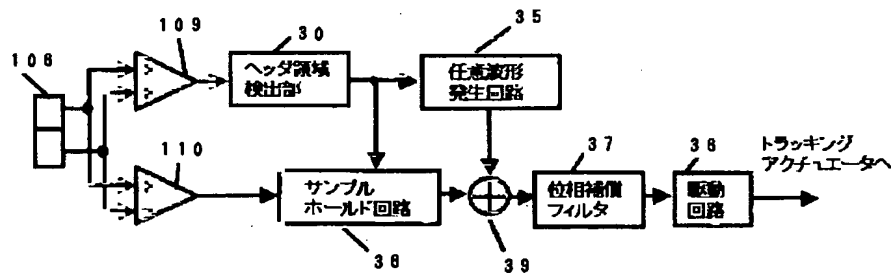 109
30
35
108
ヘッダ領域
検出部
任意波形
発生回路
トラッキング
アクチュエータへ
37
38
110
サンプル
ホールド回路
位相補償
フィルタ
駆動
回路
36
39